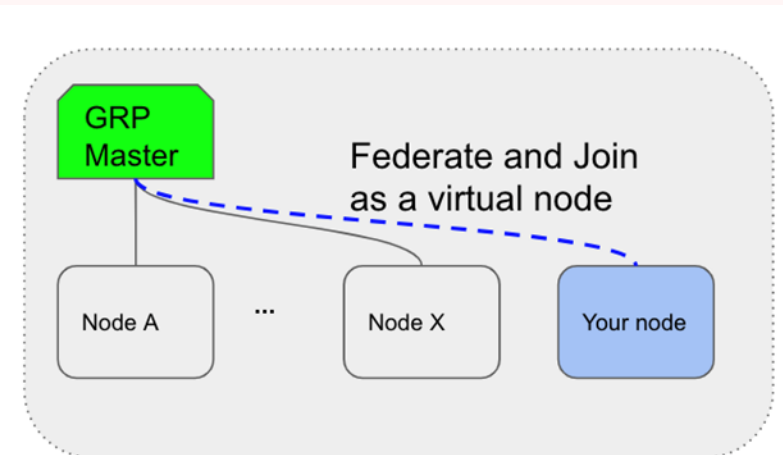 GRP
Master
Federate and Join
as a virtual node
Node A
...
Node X
Your node